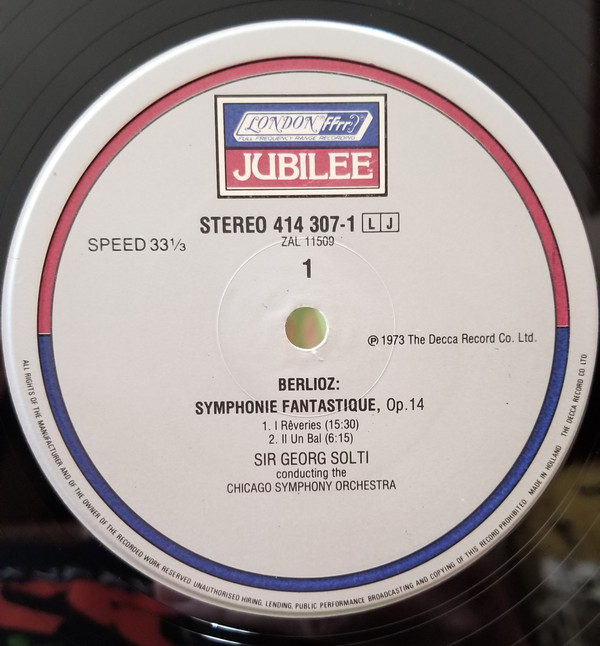 LONDON ffrr
FULL FREQUENCY RANGE RECORDING
JUBILEE
STEREO 414 307-1 L J
ZAL 11509
SPEED 33⅓
1
℗ 1973 The Decca Record Co. Ltd.
BERLIOZ:
SYMPHONIE FANTASTIQUE, Op.14
1. I Rêveries (15:30)
2. II Un Bal (6:15)
SIR GEORG SOLTI
conducting the
CHICAGO SYMPHONY ORCHESTRA
ALL RIGHTS OF THE MANUFACTURER AND OF THE OWNER OF THE RECORDED WORK RESERVED UNAUTHORISED HIRING, LENDING, PUBLIC PERFORMANCE BROADCASTING AND COPYING OF THIS RECORD PROHIBITED. MADE IN HOLLAND THE DECCA RECORD CO LTD